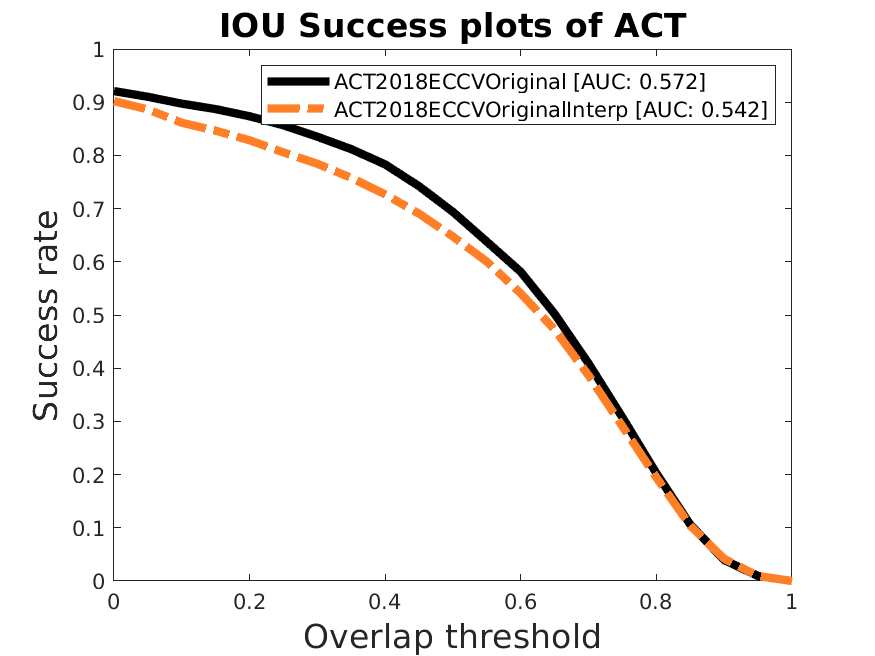 IOU Success plots of ACT
ACT2018ECCVOriginal [AUC: 0.572]
ACT2018ECCVOriginalInterp [AUC: 0.542]
Success rate
1
0.9
0.8
0.7
0.6
0.5
0.4
0.3
0.2
0.1
0
0 0.2 0.4 0.6 0.8 1
Overlap threshold